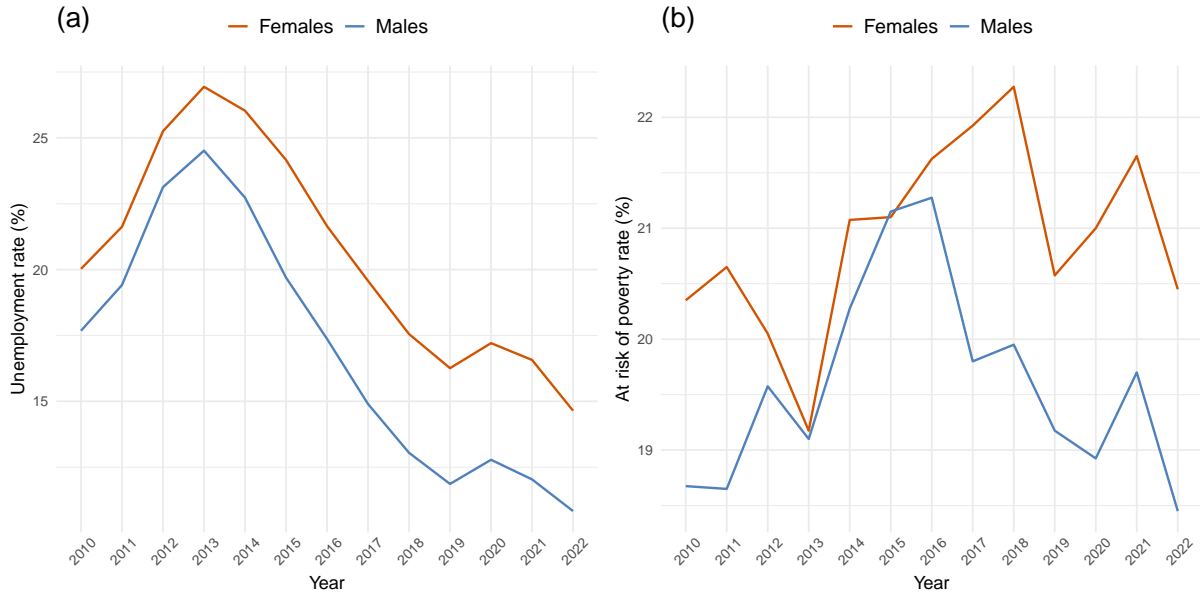 (a)
Females Males
Unemployment rate (%)
25
20
15
2010 2011 2012 2013 2014 2015 2016 2017 2018 2019 2020 2021 2022
Year
(b)
Females Males
At risk of poverty rate (%)
22
21
20
19
2010 2011 2012 2013 2014 2015 2016 2017 2018 2019 2020 2021 2022
Year